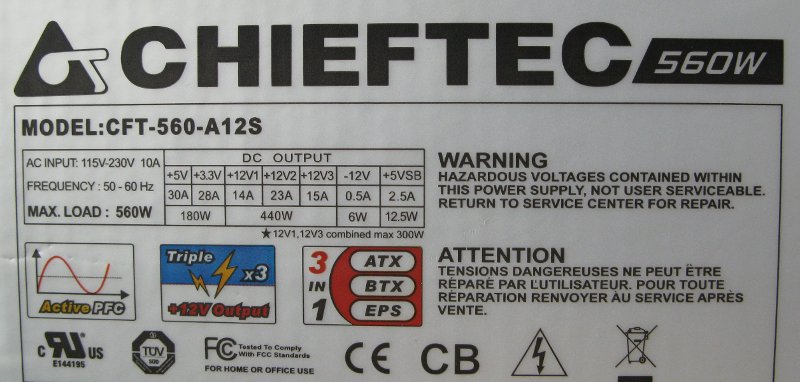 CHIEFTEC 560W
MODEL:CFT-560-A12S
AC INPUT: 115V-230V 10A
FREQUENCY : 50 - 60 Hz
MAX. LOAD : 560W
DC OUTPUT
+5V +3.3V +12V1 +12V2 +12V3 -12V +5VSB
30A 28A 14A 23A 15A 0.5A 2.5A
180W 440W 6W 12.5W
★12V1,12V3 combined max 300W
WARNING
HAZARDOUS VOLTAGES CONTAINED WITHIN
THIS POWER SUPPLY, NOT USER SERVICEABLE.
RETURN TO SERVICE CENTER FOR REPAIR.
Active PFC
Triple
x3
+12V Output
3
IN
1
ATX
BTX
EPS
ATTENTION
TENSIONS DANGEREUSES NE PEUT ËTRE
RÉPARÉ PAR L'UTILISATEUR. POUR TOUTE
RÉPARATION RENVOYER AU SERVICE APRÈS
VENTE.
c RU US
E144195
TÜV
FC Tested To Comply
With FCC Standards
FOR HOME OR OFFICE USE
CE
CB